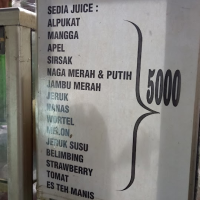 SEDIA JUICE :
ALPUKAT
MANGGA
APEL
SIRSAK
NAGA MERAH & PUTIH
JAMBU MERAH
JERUK
NANAS
WORTEL
MELON,
JERUK SUSU
BELIMBING
STRAWBERRY
TOMAT
ES TEH MANIS
5000